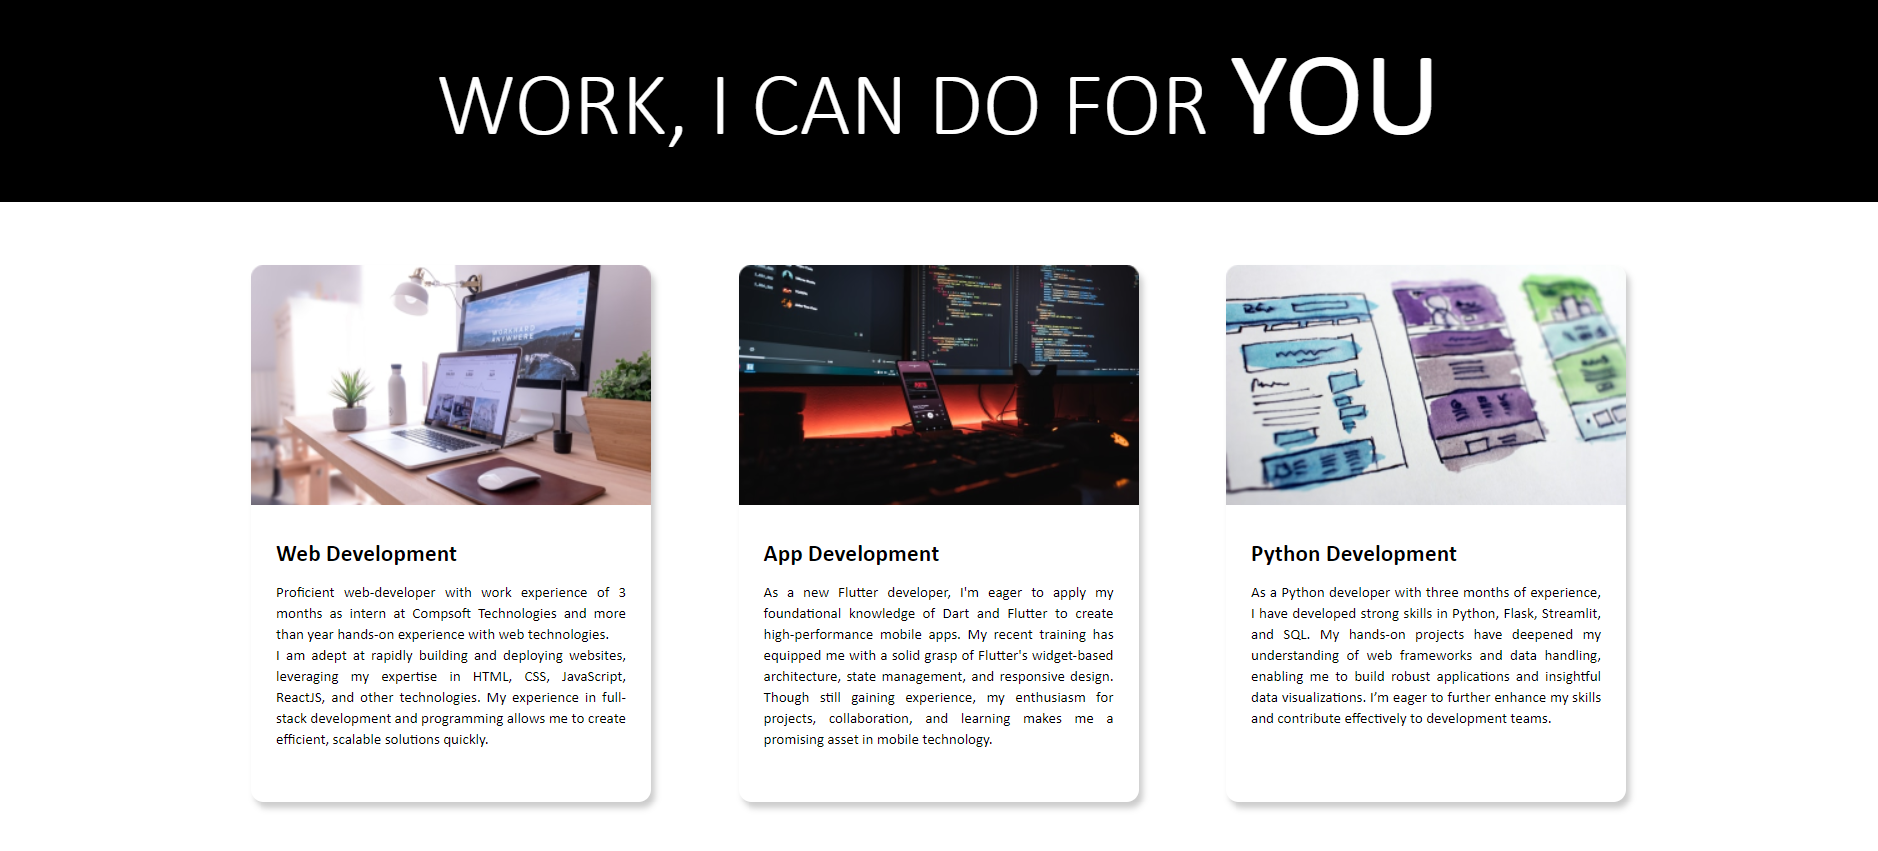 WORK, I CAN DO FOR YOU
WORKHARD
ANYWHERE
Web Development
Proficient web-developer with work experience of 3
months as intern at Compsoft Technologies and more
than year hands-on experience with web technologies.
I am adept at rapidly building and deploying websites,
leveraging my expertise in HTML, CSS, JavaScript,
ReactJS, and other technologies. My experience in full-
stack development and programming allows me to create
efficient, scalable solutions quickly.
App Development
As a new Flutter developer, I'm eager to apply my
foundational knowledge of Dart and Flutter to create
high-performance mobile apps. My recent training has
equipped me with a solid grasp of Flutter's widget-based
architecture, state management, and responsive design.
Though still gaining experience, my enthusiasm for
projects, collaboration, and learning makes me a
promising asset in mobile technology.
Python Development
As a Python developer with three months of experience,
I have developed strong skills in Python, Flask, Streamlit,
and SQL. My hands-on projects have deepened my
understanding of web frameworks and data handling,
enabling me to build robust applications and insightful
data visualizations. I’m eager to further enhance my skills
and contribute effectively to development teams.